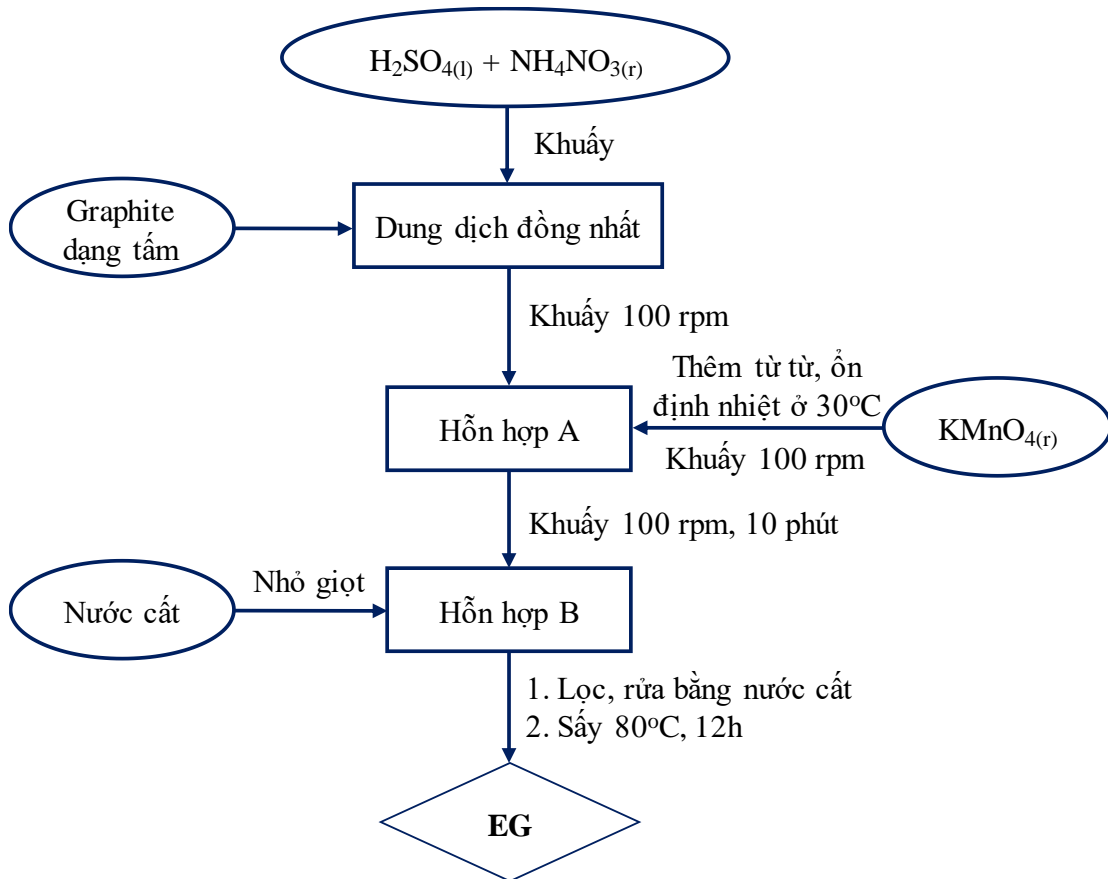 H₂SO₄₍ₗ₎ + NH₄NO₃₍ᵣ₎
Khuấy
Graphite
dạng tấm
Dung dịch đồng nhất
Khuấy 100 rpm
Thêm từ từ, ổn
định nhiệt ở 30°C
Hỗn hợp A
KMnO₄₍ᵣ₎
Khuấy 100 rpm
Khuấy 100 rpm, 10 phút
Nhỏ giọt
Nước cất
Hỗn hợp B
1. Lọc, rửa bằng nước cất
2. Sấy 80°C, 12h
EG